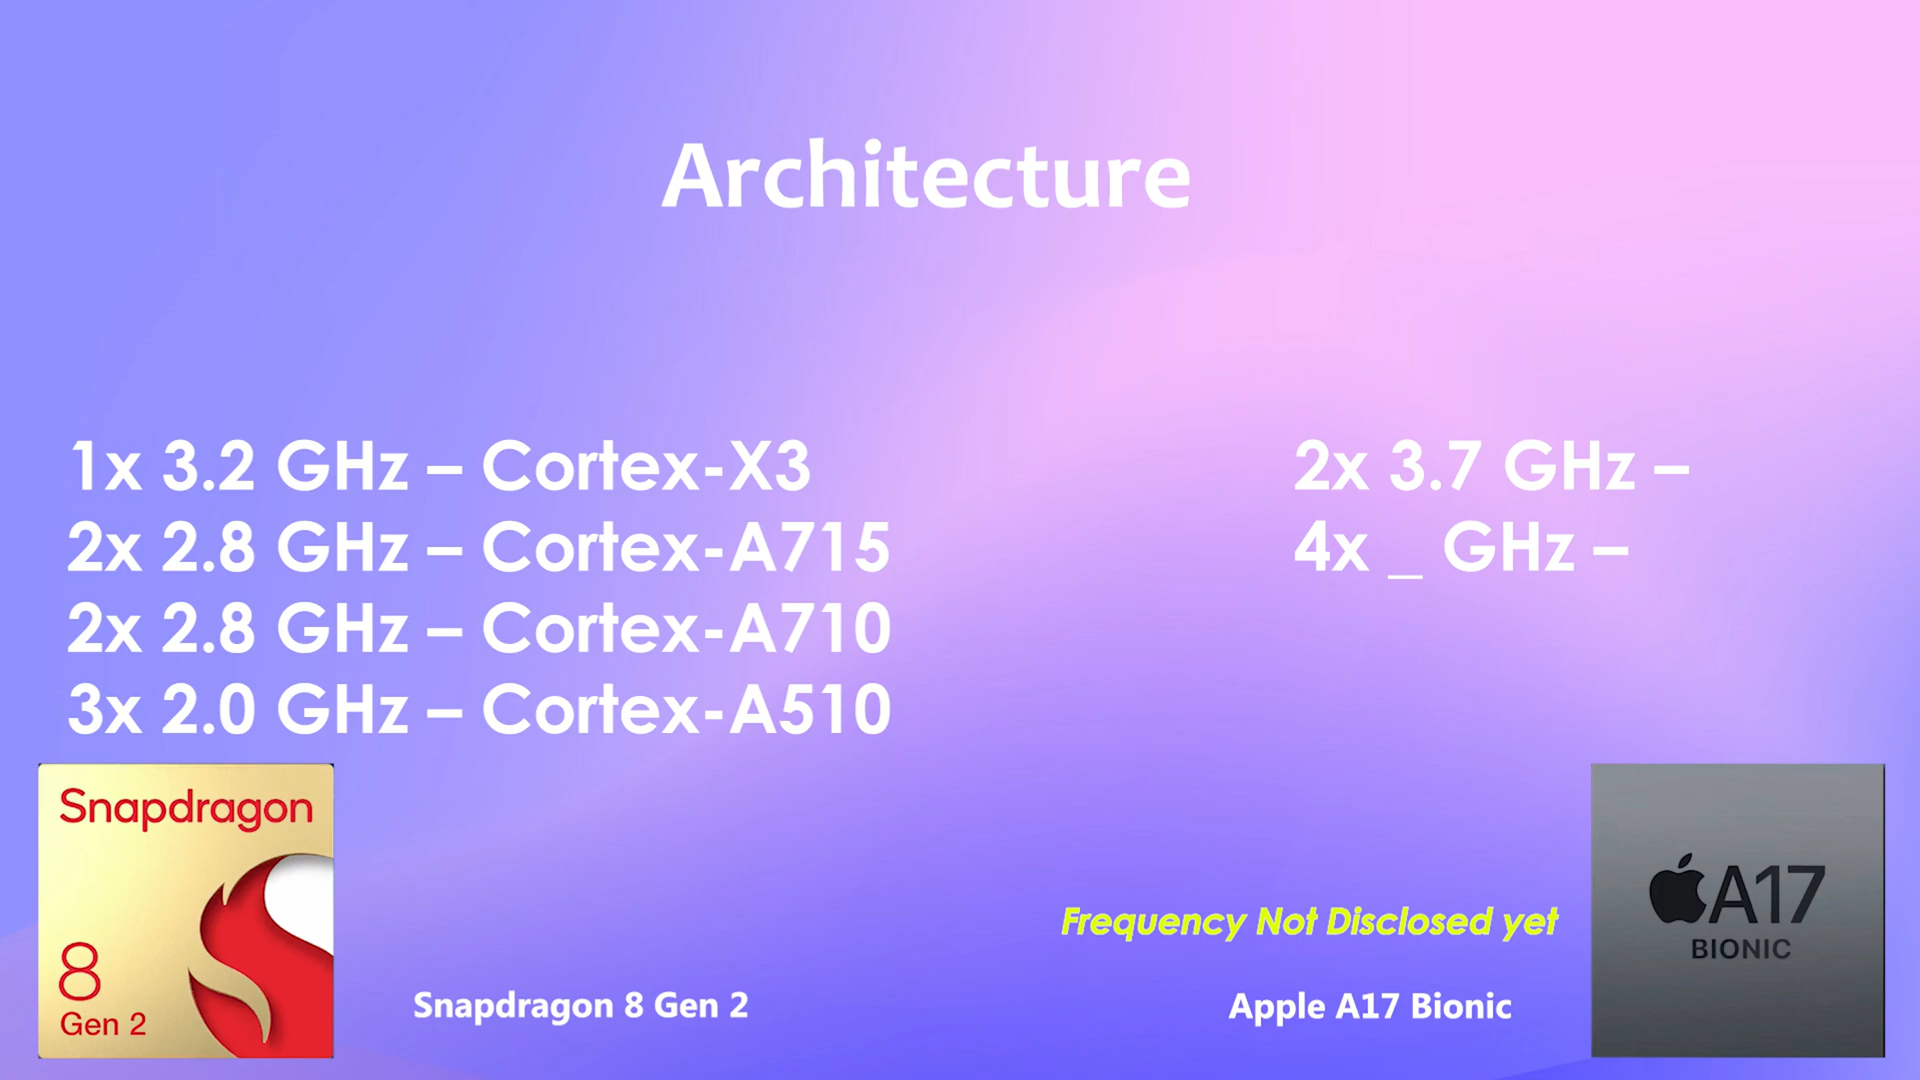 Architecture
1x 3.2 GHz – Cortex-X3
2x 2.8 GHz – Cortex-A715
2x 2.8 GHz – Cortex-A710
3x 2.0 GHz – Cortex-A510
2x 3.7 GHz –
4x _ GHz –
Snapdragon
8
Gen 2
Snapdragon 8 Gen 2
Frequency Not Disclosed yet
Apple A17 Bionic
A17
BIONIC